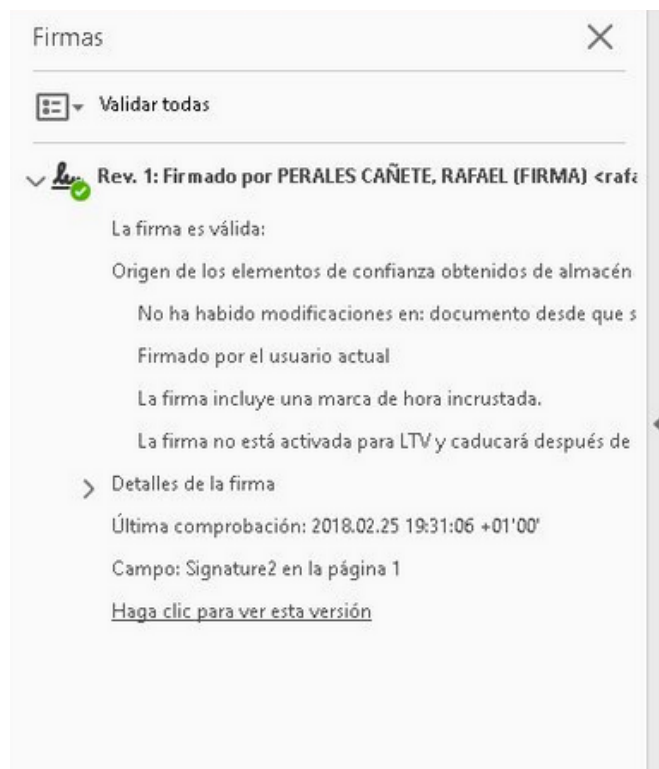 Firmas
Validar todas
Rev. 1: Firmado por PERALES CAÑETE, RAFAEL (FIRMA) <rafa
La firma es válida:
Origen de los elementos de confianza obtenidos de almacén
No ha habido modificaciones en: documento desde que s
Firmado por el usuario actual
La firma incluye una marca de hora incrustada.
La firma no está activada para LTV y caducará después de
Detalles de la firma
Última comprobación: 2018.02.25 19:31:06 +01'00'
Campo: Signature2 en la página 1
Haga clic para ver esta versión